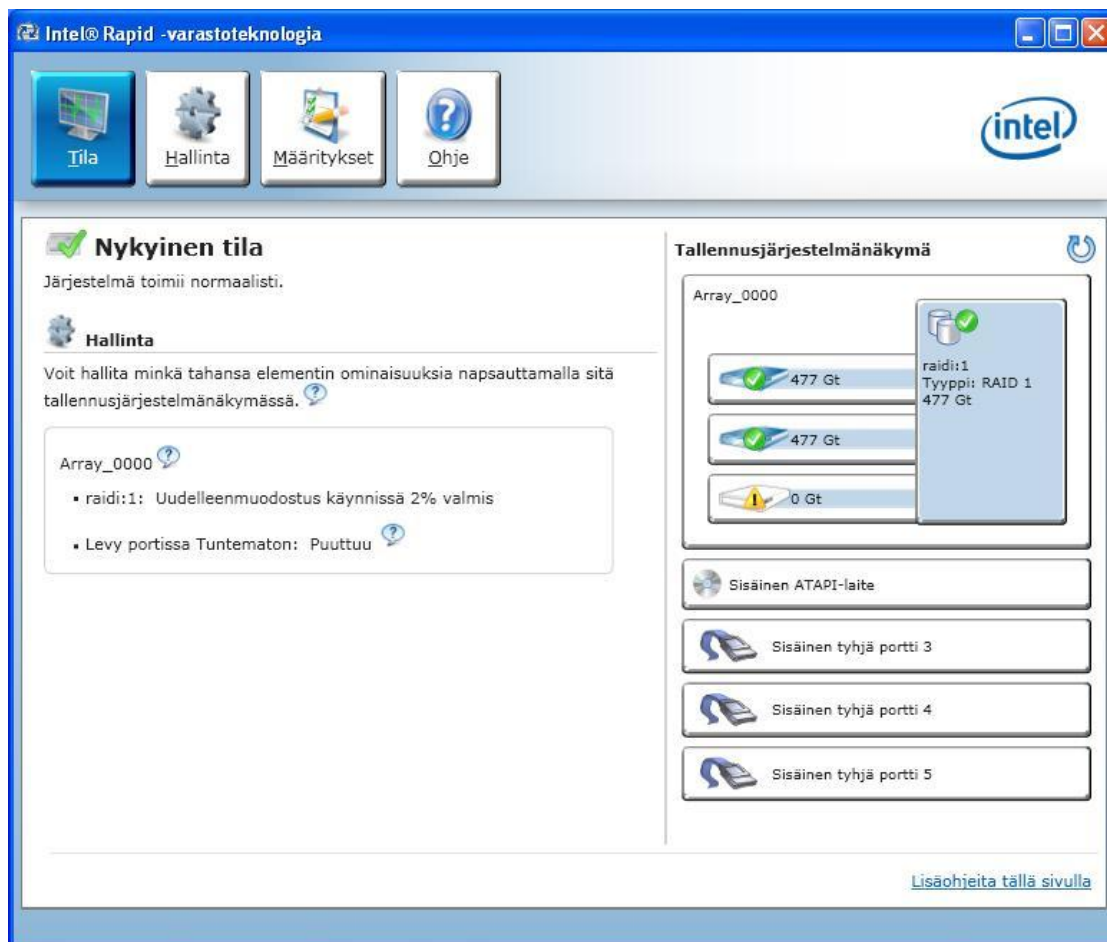 Intel® Rapid -varastoteknologia
Tila
Hallinta
Määritykset
Ohje
intel
Nykyinen tila
Järjestelmä toimii normaalisti.
Hallinta
Voit hallita minkä tahansa elementin ominaisuuksia napsauttamalla sitä
tallennusjärjestelmänäkymässä.
Array_0000
raidi:1: Uudelleenmuodostus käynnissä 2% valmis
Levy portissa Tuntematon: Puuttuu
Tallennusjärjestelmänäkymä
Array_0000
477 Gt
477 Gt
0 Gt
raidi:1
Tyyppi: RAID 1
477 Gt
Sisäinen ATAPI-laite
Sisäinen tyhjä portti 3
Sisäinen tyhjä portti 4
Sisäinen tyhjä portti 5
Lisäohjeita tällä sivulla